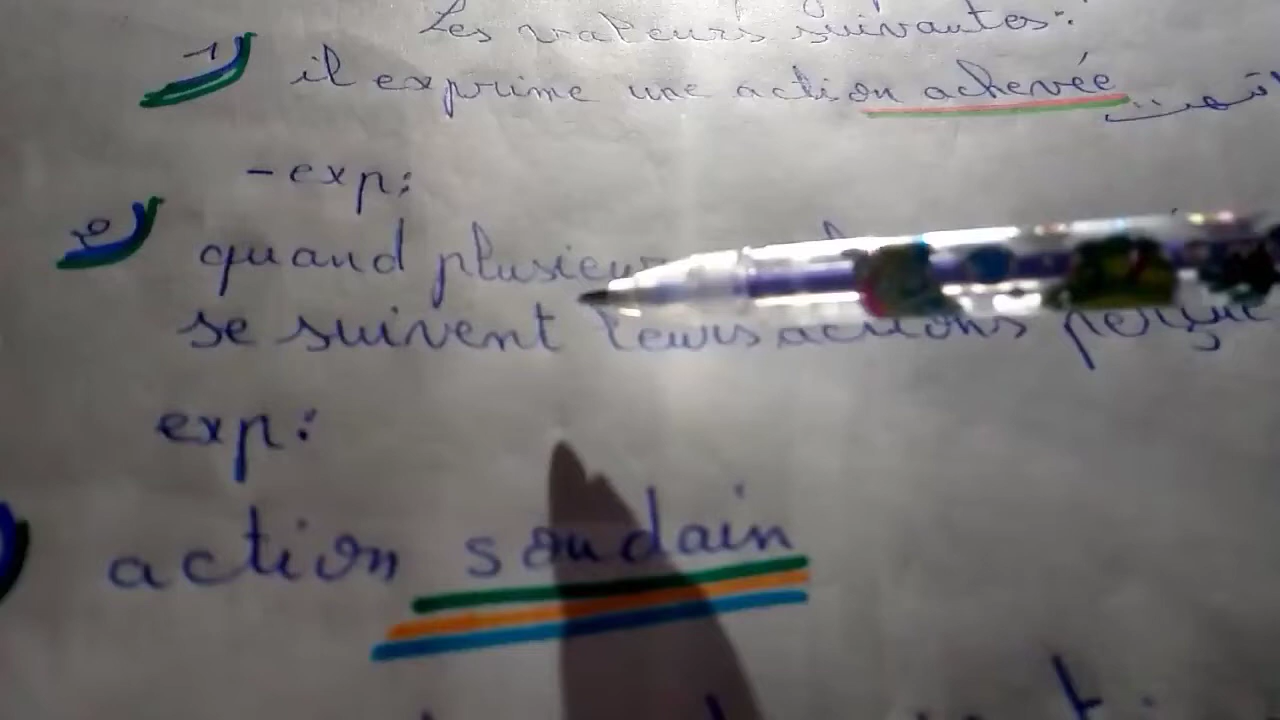 Les valeurs suivantes:
1) il exprime une action achevée
-exp:
2) quand
se suivent leurs actions
exp:
action soudain